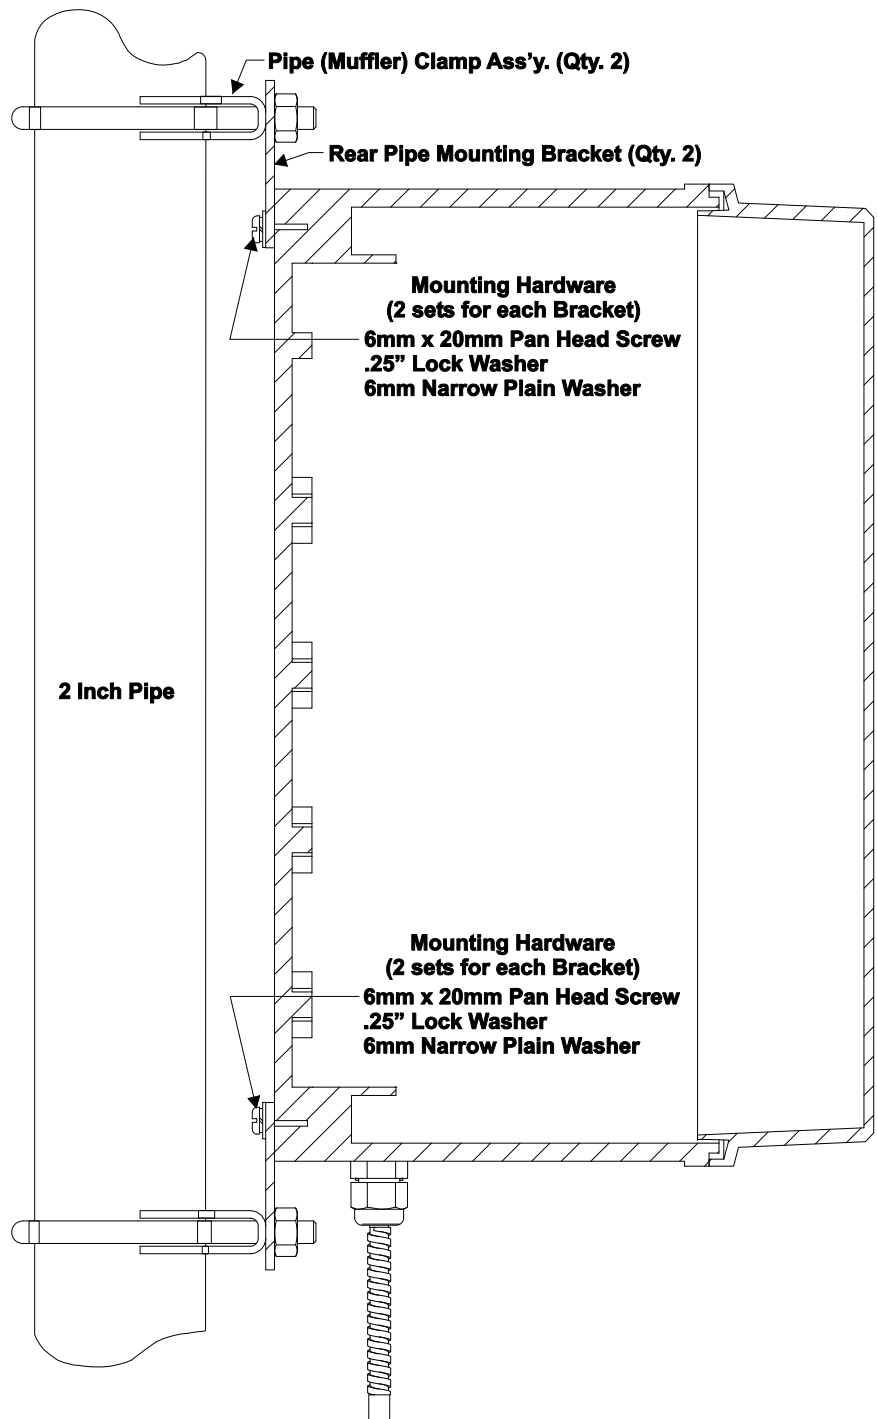 Pipe (Muffler) Clamp Ass’y. (Qty. 2)
Rear Pipe Mounting Bracket (Qty. 2)
Mounting Hardware
(2 sets for each Bracket)
6mm x 20mm Pan Head Screw
.25” Lock Washer
6mm Narrow Plain Washer
2 Inch Pipe
Mounting Hardware
(2 sets for each Bracket)
6mm x 20mm Pan Head Screw
.25” Lock Washer
6mm Narrow Plain Washer